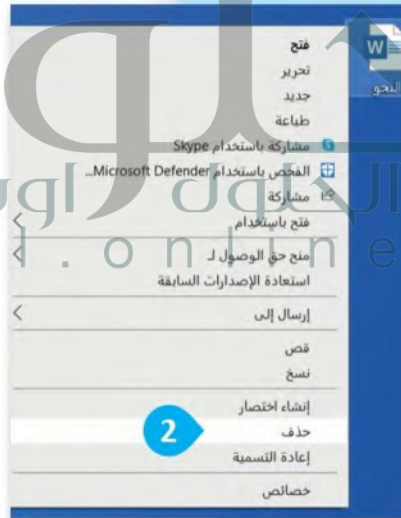 W
النحو
فتح
تحرير
جديد
طباعة
مشاركة باستخدام Skype
الفحص باستخدام Microsoft Defender...
مشاركة
فتح باستخدام
منح حق الوصول لـ
استعادة الإصدارات السابقة
إرسال إلى
قص
نسخ
إنشاء اختصار
2
حذف
إعادة التسمية
خصائص